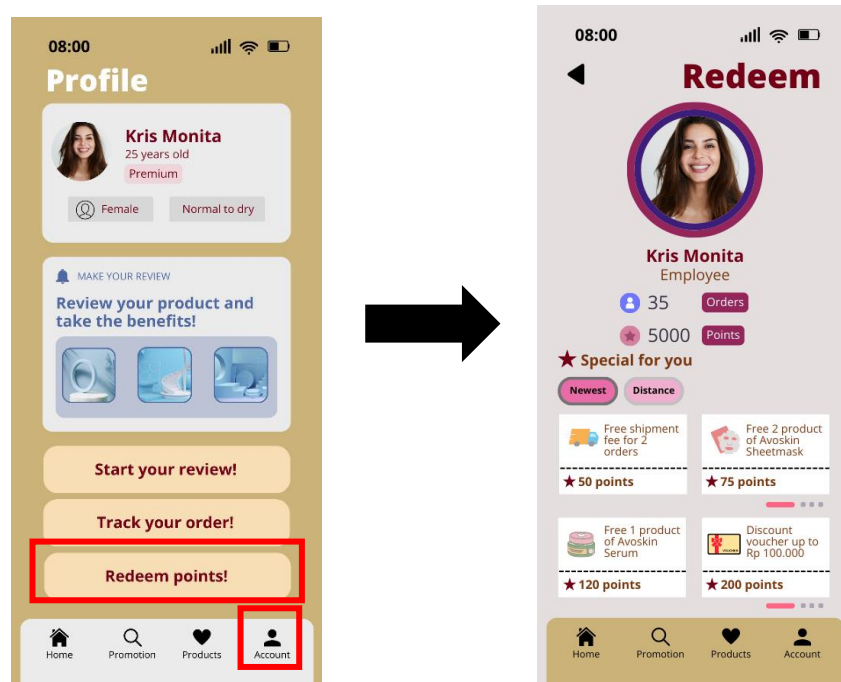 08:00
Profile
Kris Monita
25 years old
Premium
Female
Normal to dry
MAKE YOUR REVIEW
Review your product and
take the benefits!
Start your review!
Track your order!
Redeem points!
Home
Promotion
Products
Account
08:00
Redeem
Kris Monita
Employee
35 Orders
5000 Points
Special for you
Newest
Distance
Free shipment
fee for 2
orders
50 points
Free 2 product
of Avoskin
Sheetmask
75 points
Free 1 product
of Avoskin
Serum
120 points
VOUCHER
Discount
voucher up to
Rp 100.000
200 points
Home
Promotion
Products
Account